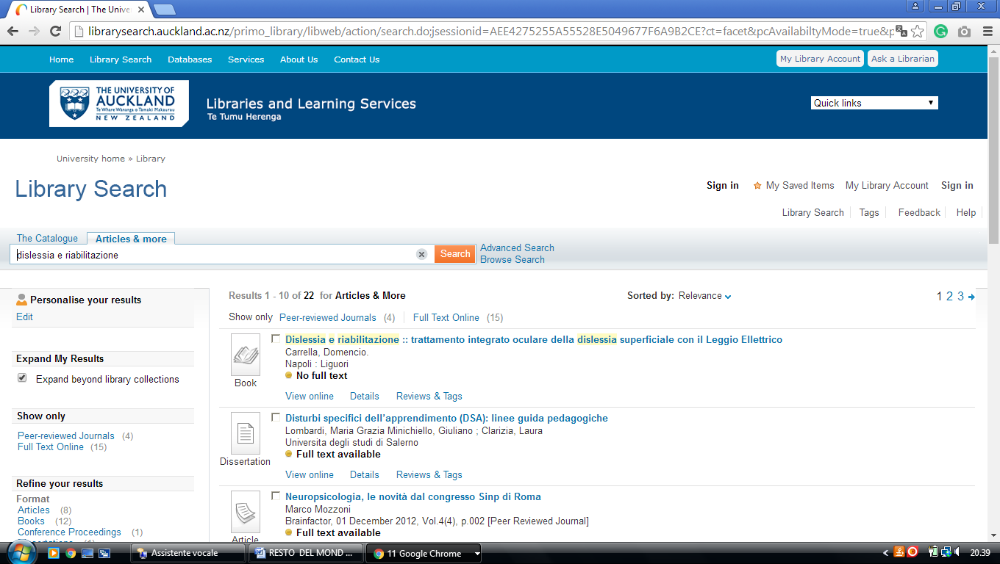 Library Search | The Unive
librarysearch.auckland.ac.nz/primo_library/libweb/action/search.do;jsessionid=AEE4275255A55528E5049677F6A9B2CE?ct=facet&pcAvailabiltyMode=true&p
Home Library Search Databases Services About Us Contact Us My Library Account Ask a Librarian
THE UNIVERSITY OF
AUCKLAND
Te Whare Wananga o Tamaki Makaurau
NEW ZEALAND
Libraries and Learning Services
Te Tumu Herenga
Quick links
University home » Library
Library Search
Sign in My Saved Items My Library Account Sign in
Library Search Tags Feedback Help
The Catalogue Articles & more
dislessia e riabilitazione Search
Advanced Search
Browse Search
Personalise your results
Edit
Expand My Results
Expand beyond library collections
Show only
Peer-reviewed Journals (4)
Full Text Online (15)
Refine your results
Format
Articles (8)
Books (12)
Conference Proceedings (1)
Dissertations (1)
Results 1 - 10 of 22 for Articles & More Sorted by: Relevance 1 2 3
Show only Peer-reviewed Journals (4) Full Text Online (15)
Book
Dislessia e riabilitazione :: trattamento integrato oculare della dislessia superficiale con il Leggio Ellettrico
Carrella, Domencio.
Napoli : Liguori
No full text
View online Details Reviews & Tags
Dissertation
Disturbi specifici dell'apprendimento (DSA): linee guida pedagogiche
Lombardi, Maria Grazia Minichiello, Giuliano ; Clarizia, Laura
Universita degli studi di Salerno
Full text available
View online Details Reviews & Tags
Article
Neuropsicologia, le novità dal congresso Sinp di Roma
Marco Mozzoni
Brainfactor, 01 December 2012, Vol.4(4), p.002 [Peer Reviewed Journal]
Full text available
Assistente vocale RESTO DEL MOND ... 11 Google Chrome 20.39